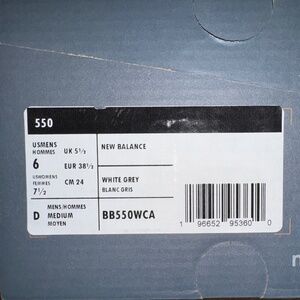 550
USMENS
HOMMES
6
UK 5½
EUR 38½
NEW BALANCE
USWOMENS
FEMMES
7½
CM 24
WHITE GREY
BLANC GRIS
D
MENS/HOMMES
MEDIUM
MOYEN
BB550WCA
1 96652 95360 0
n